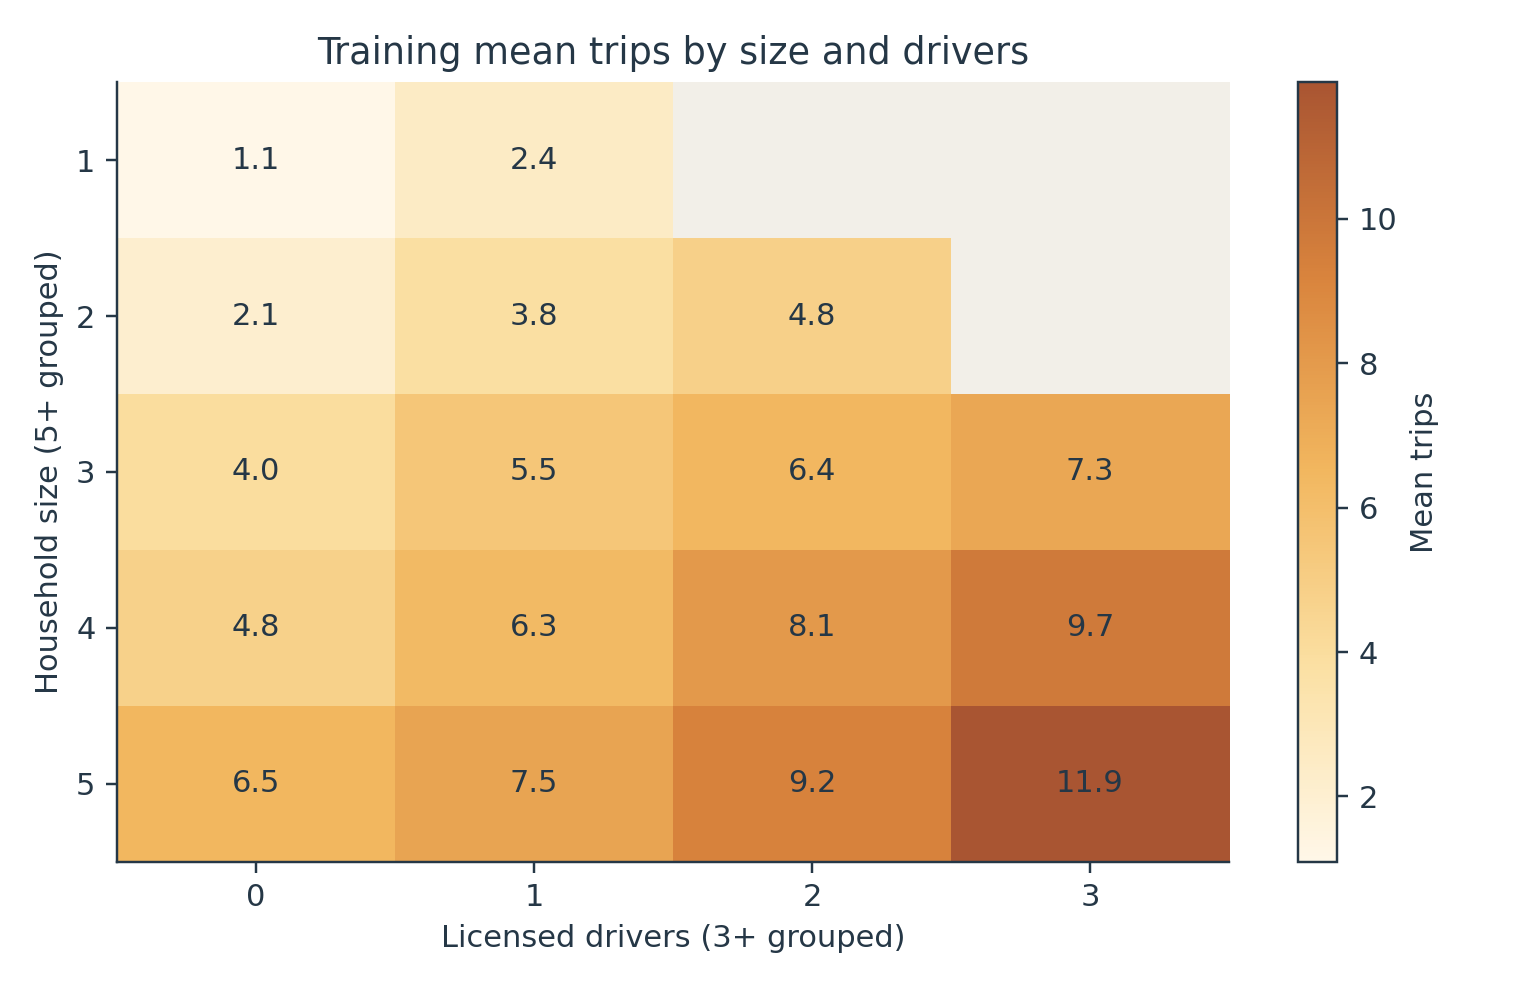 Training mean trips by size and drivers
Household size (5+ grouped)
1 1.1 2.4
2 2.1 3.8 4.8
3 4.0 5.5 6.4 7.3
4 4.8 6.3 8.1 9.7
5 6.5 7.5 9.2 11.9
0 1 2 3
Licensed drivers (3+ grouped)
10
8
6
4
2
Mean trips